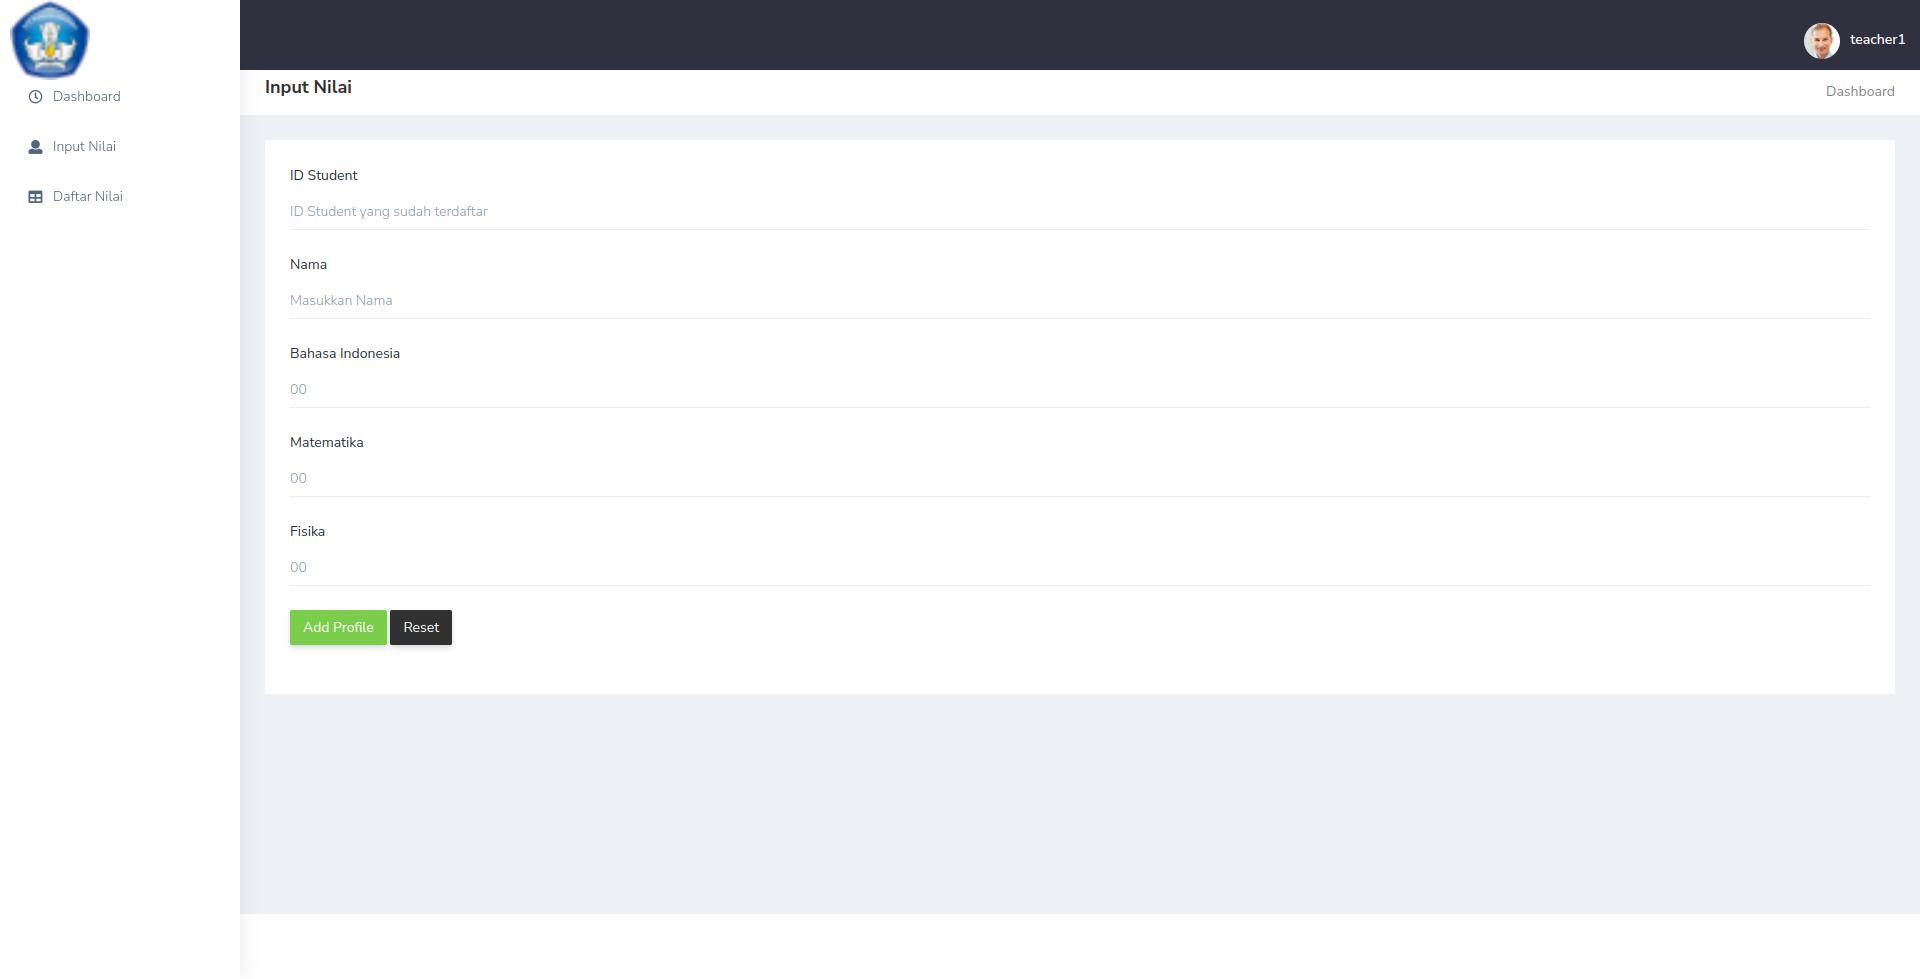 teacher1
Dashboard
Input Nilai
Daftar Nilai
Input Nilai
Dashboard
ID Student
ID Student yang sudah terdaftar
Nama
Masukkan Nama
Bahasa Indonesia
00
Matematika
00
Fisika
00
Add Profile
Reset